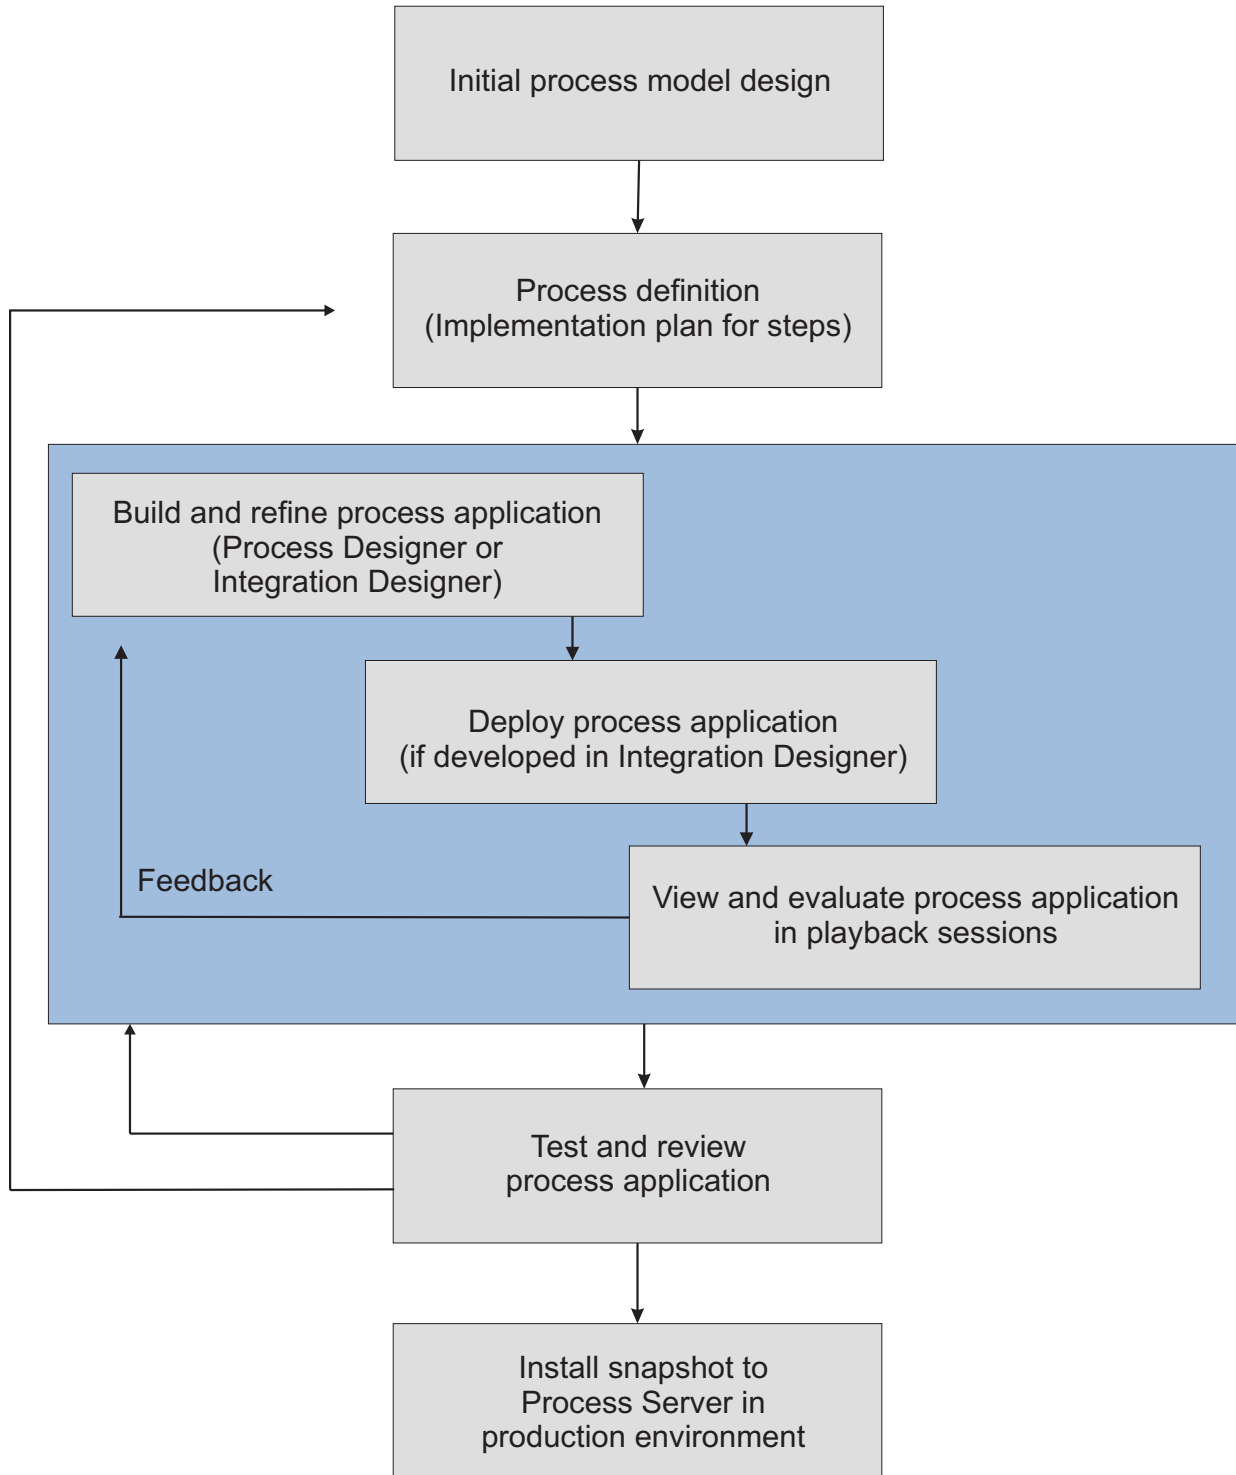 Initial process model design
Process definition
(Implementation plan for steps)
Build and refine process application
(Process Designer or
Integration Designer)
Deploy process application
(if developed in Integration Designer)
Feedback
View and evaluate process application
in playback sessions
Test and review
process application
Install snapshot to
Process Server in
production environment